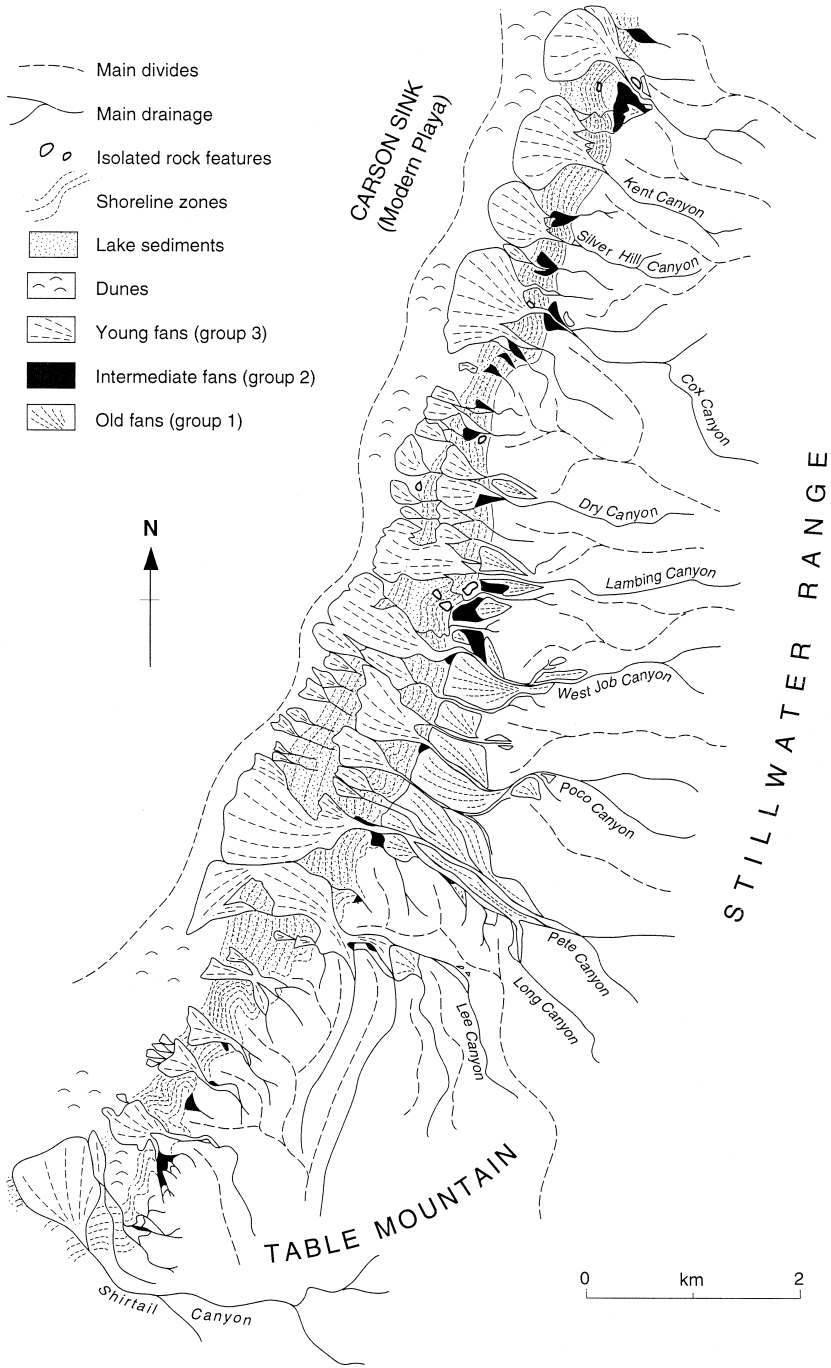 Main divides
Main drainage
Isolated rock features
Shoreline zones
Lake sediments
Dunes
Young fans (group 3)
Intermediate fans (group 2)
Old fans (group 1)
CARSON SINK
(Modern Playa)
N
Kent Canyon
Silver Hill Canyon
Cox Canyon
Dry Canyon
Lambing Canyon
West Job Canyon
Poco Canyon
Pete Canyon
Long Canyon
Lee Canyon
STILLWATER RANGE
TABLE MOUNTAIN
Shirtail Canyon
0 km 2